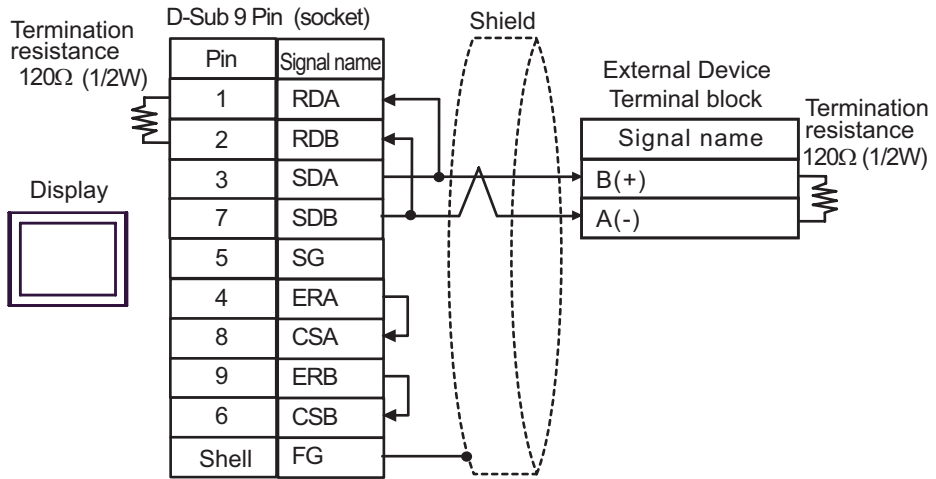 D-Sub 9 Pin (socket)
Shield
Termination
resistance
120Ω (1/2W)
Pin Signal name
1 RDA
2 RDB
3 SDA
7 SDB
5 SG
4 ERA
8 CSA
9 ERB
6 CSB
Shell FG
Display
External Device
Terminal block
Signal name
B(+)
A(-)
Termination
resistance
120Ω (1/2W)